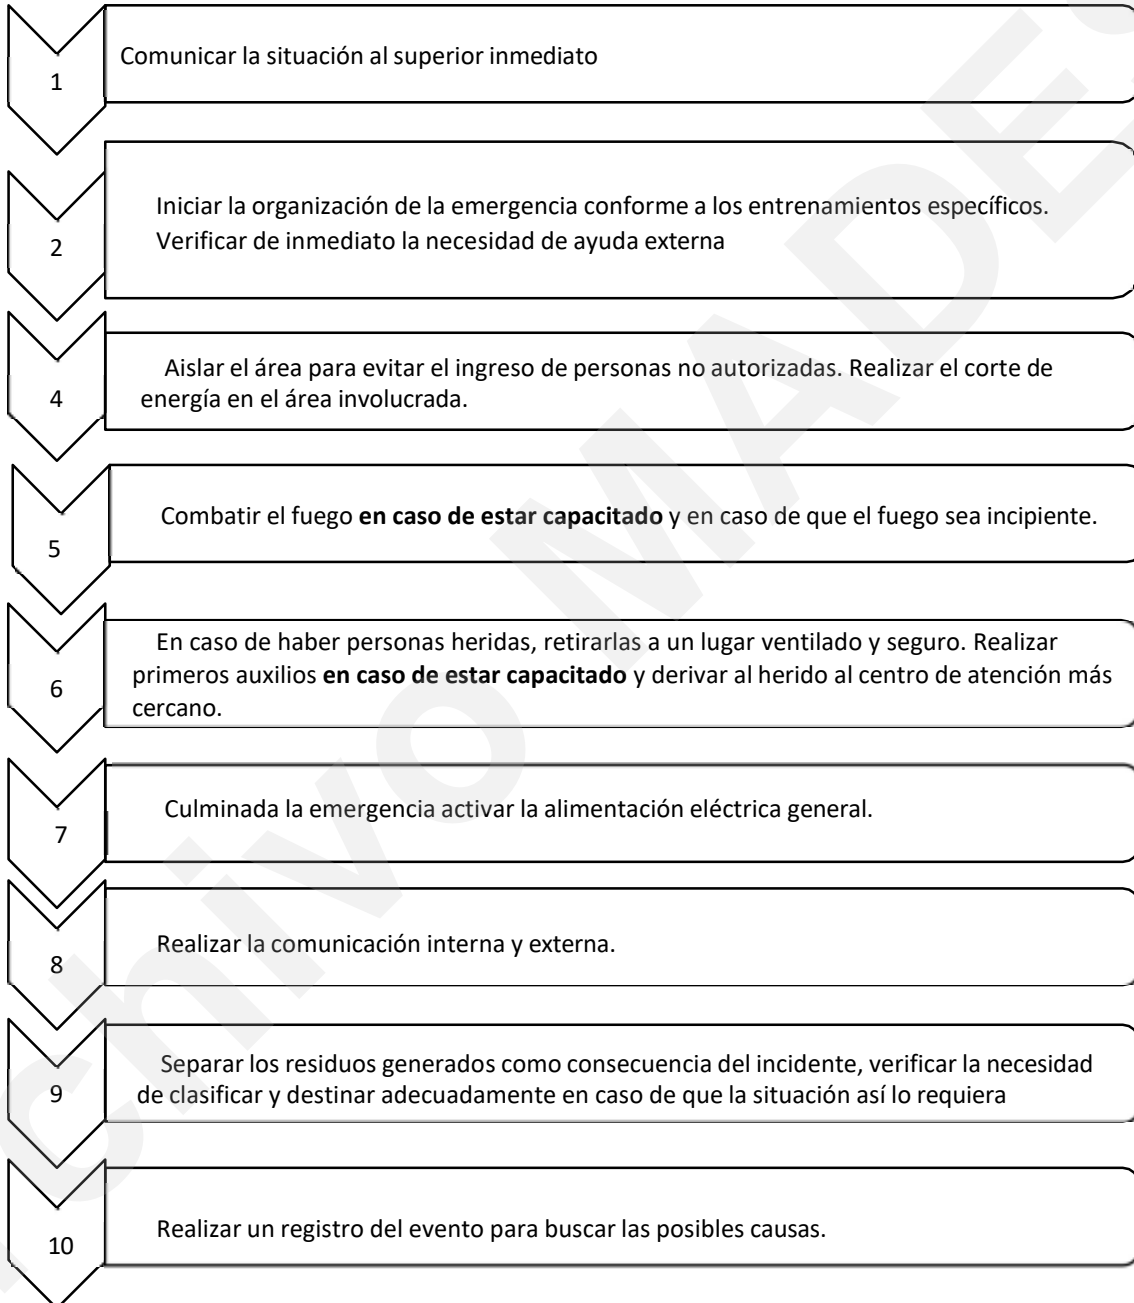 1
Comunicar la situación al superior inmediato
2
Iniciar la organización de la emergencia conforme a los entrenamientos específicos.
Verificar de inmediato la necesidad de ayuda externa
4
Aislar el área para evitar el ingreso de personas no autorizadas. Realizar el corte de
energía en el área involucrada.
5
Combatir el fuego en caso de estar capacitado y en caso de que el fuego sea incipiente.
6
En caso de haber personas heridas, retirarlas a un lugar ventilado y seguro. Realizar
primeros auxilios en caso de estar capacitado y derivar al herido al centro de atención más
cercano.
7
Culminada la emergencia activar la alimentación eléctrica general.
8
Realizar la comunicación interna y externa.
9
Separar los residuos generados como consecuencia del incidente, verificar la necesidad
de clasificar y destinar adecuadamente en caso de que la situación así lo requiera
10
Realizar un registro del evento para buscar las posibles causas.
chivo MADES